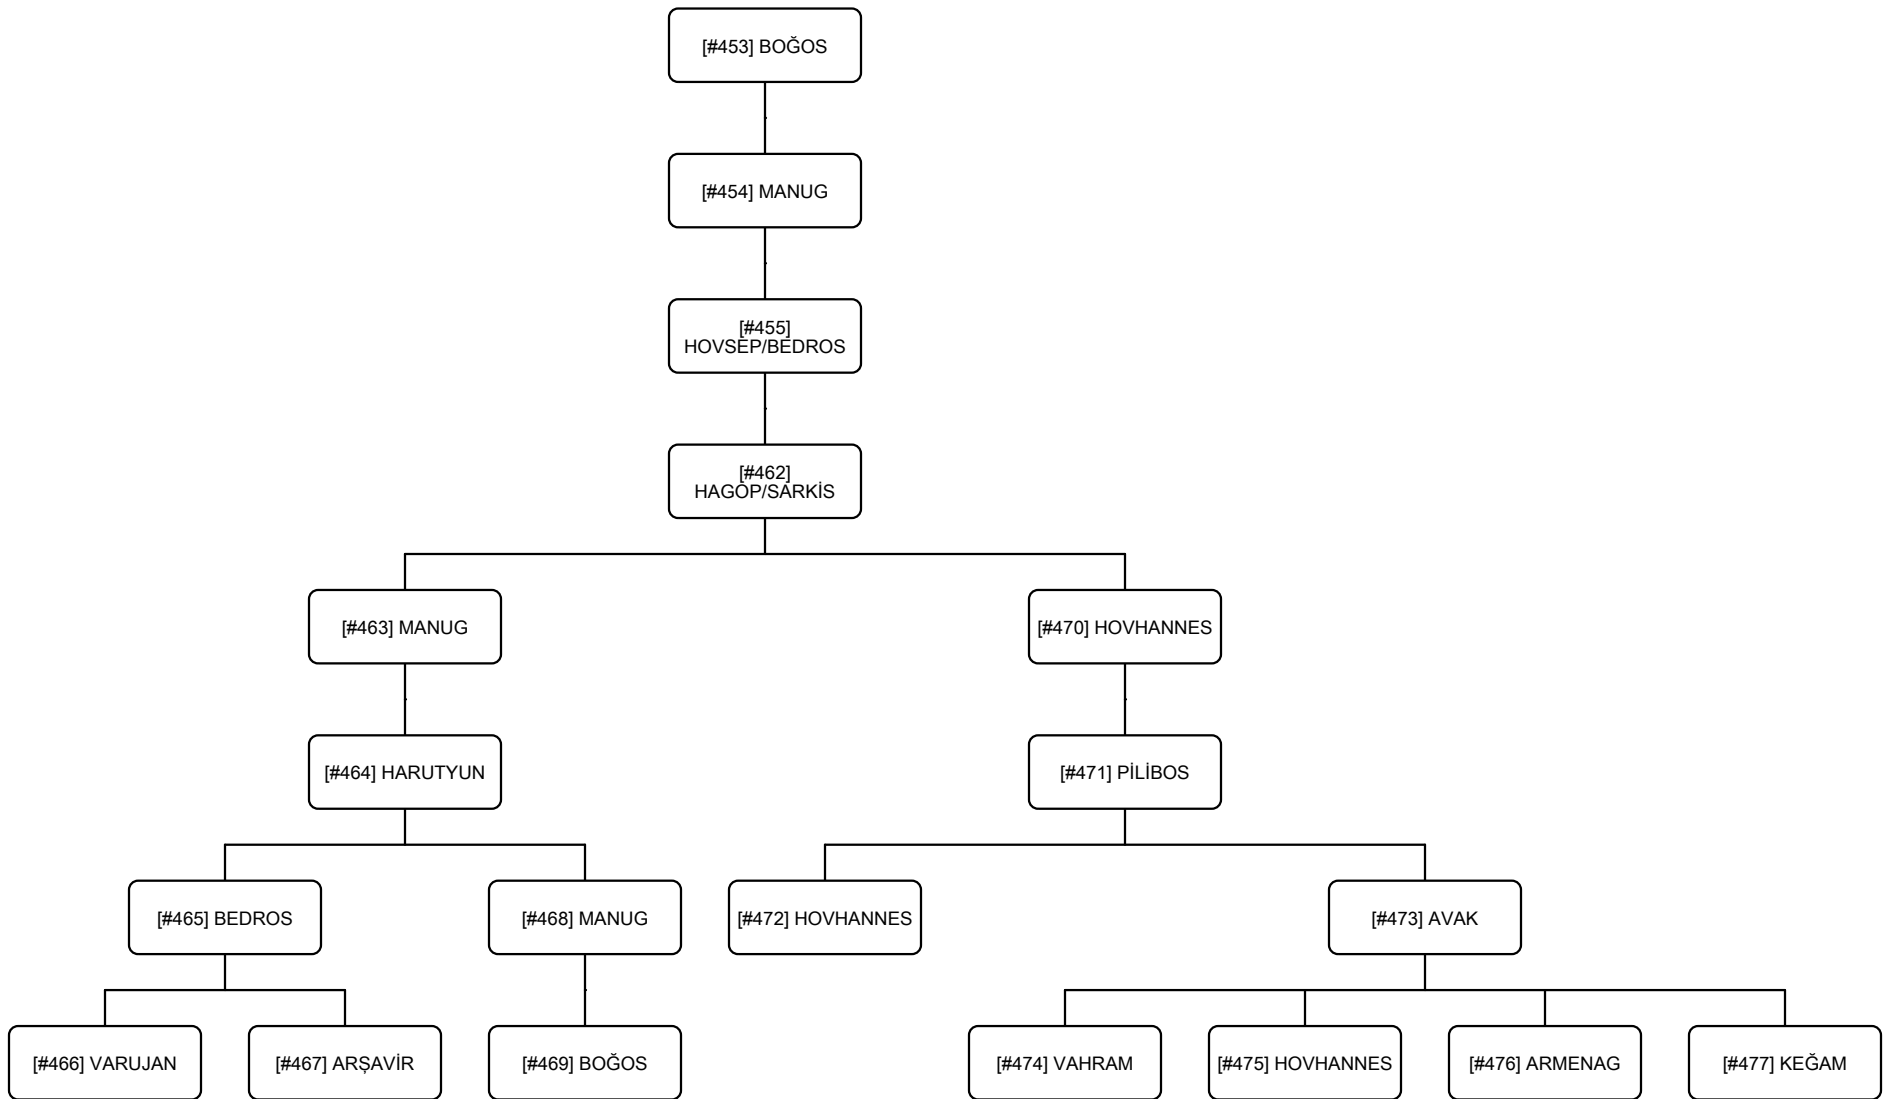 [#453] BOĞOS
[#454] MANUG
[#455]
HOVSEP/BEDROS
[#462]
HAGOP/SARKİS
[#463] MANUG
[#470] HOVHANNES
[#464] HARUTYUN
[#471] PİLİBOS
[#465] BEDROS
[#468] MANUG
[#472] HOVHANNES
[#473] AVAK
[#466] VARUJAN
[#467] ARŞAVİR
[#469] BOĞOS
[#474] VAHRAM
[#475] HOVHANNES
[#476] ARMENAG
[#477] KEĞAM